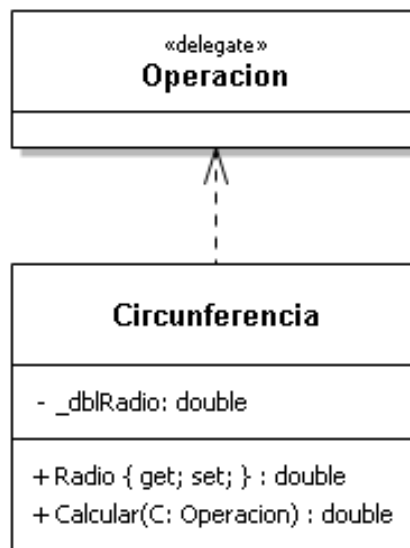 «delegate»
Operacion
Circunferencia
- _dblRadio: double
+ Radio { get; set; } : double
+ Calcular(C: Operacion) : double